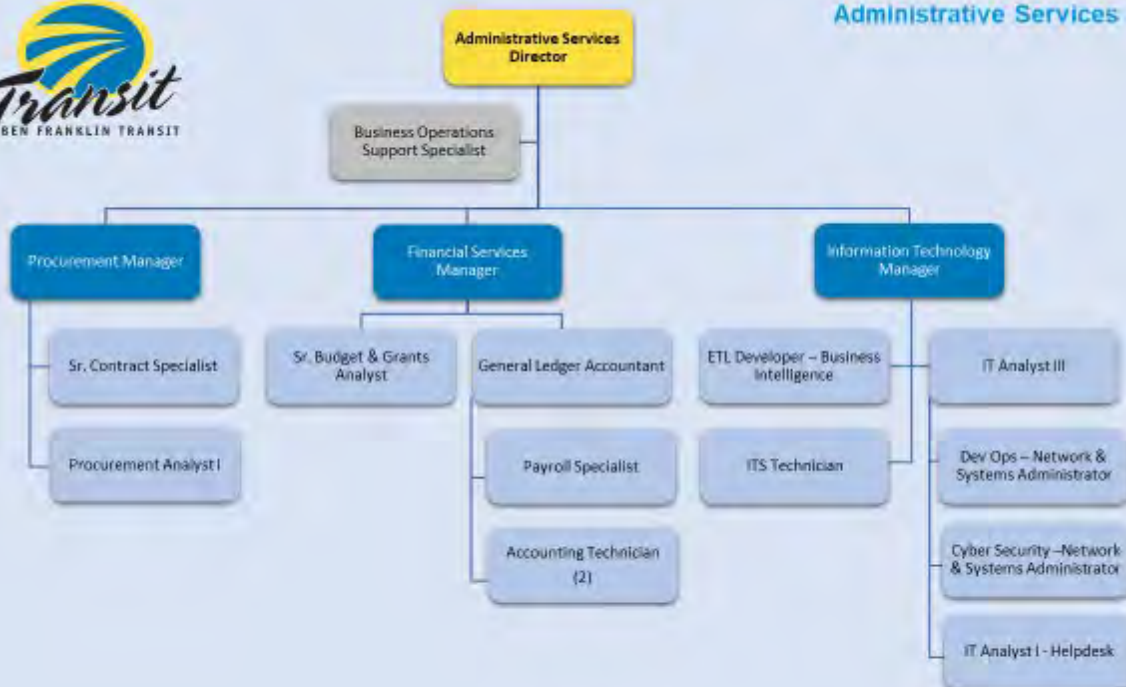 Administrative Services
Transit
BEN FRANKLIN TRANSIT
Administrative Services
Director
Business Operations
Support Specialist
Procurement Manager
Financial Services
Manager
Information Technology
Manager
Sr. Contract Specialist
Sr. Budget & Grants
Analyst
General Ledger Accountant
ETL Developer – Business
Intelligence
IT Analyst III
Procurement Analyst I
Payroll Specialist
ITS Technician
Dev Ops – Network &
Systems Administrator
Accounting Technician
(2)
Cyber Security –Network
& Systems Administrator
IT Analyst I - Helpdesk